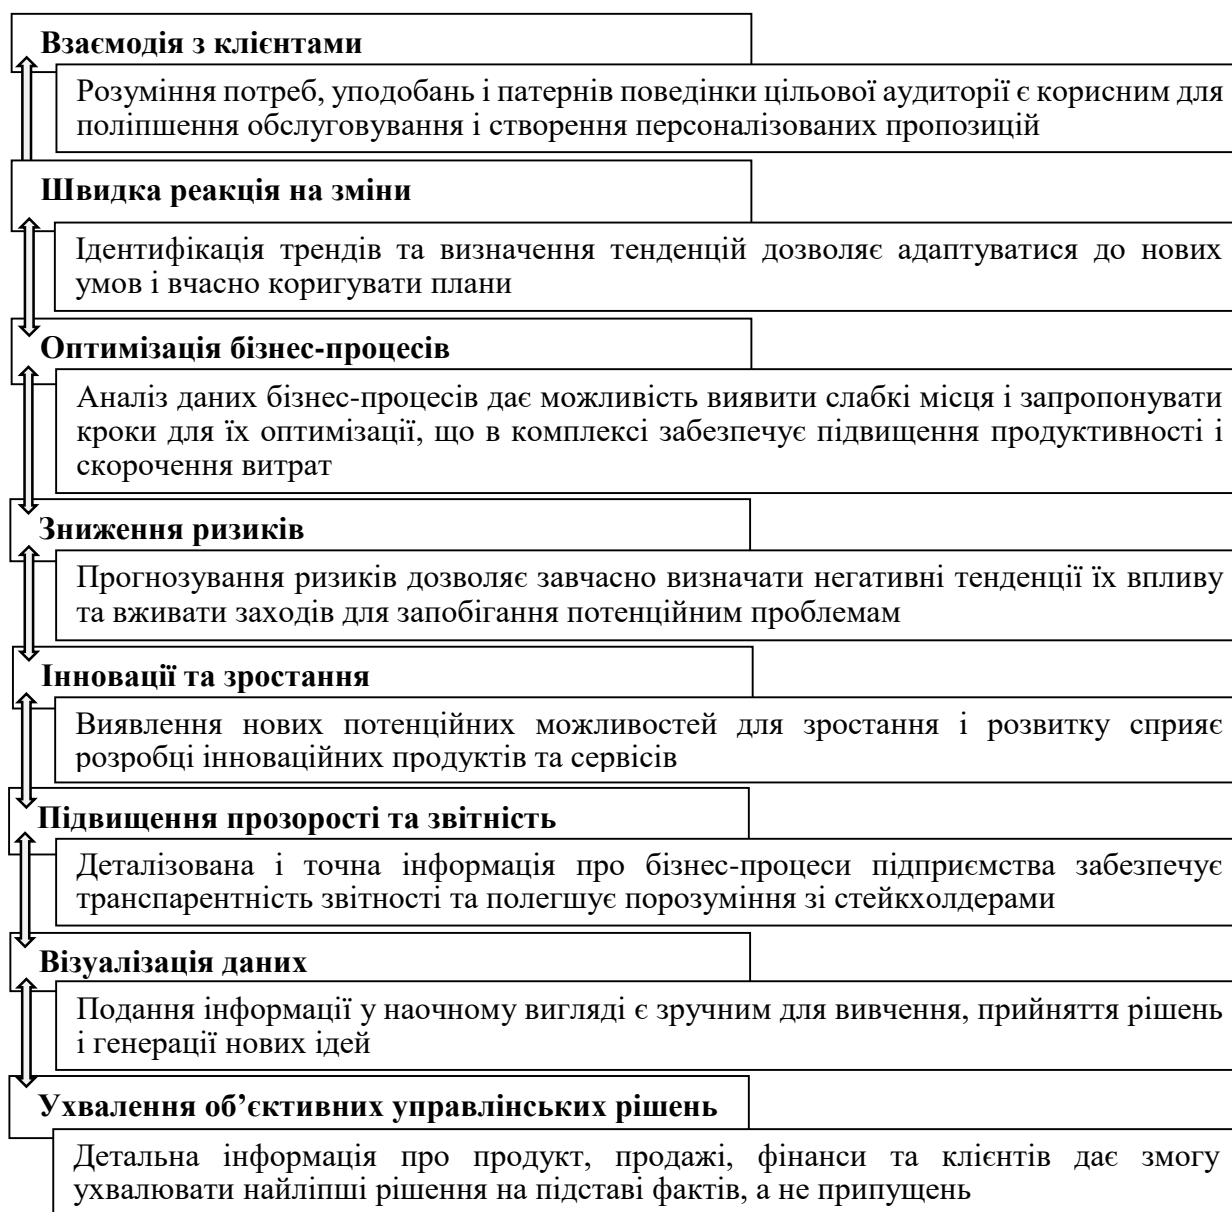 Взаємодія з клієнтами
Розуміння потреб, уподобань і патернів поведінки цільової аудиторії є корисним для
поліпшення обслуговування і створення персоналізованих пропозицій
Швидка реакція на зміни
Ідентифікація трендів та визначення тенденцій дозволяє адаптуватися до нових
умов і вчасно коригувати плани
Оптимізація бізнес-процесів
Аналіз даних бізнес-процесів дає можливість виявити слабкі місця і запропонувати
кроки для їх оптимізації, що в комплексі забезпечує підвищення продуктивності і
скорочення витрат
Зниження ризиків
Прогнозування ризиків дозволяє завчасно визначати негативні тенденції їх впливу
та вживати заходів для запобігання потенційним проблемам
Інновації та зростання
Виявлення нових потенційних можливостей для зростання і розвитку сприяє
розробці інноваційних продуктів та сервісів
Підвищення прозорості та звітність
Деталізована і точна інформація про бізнес-процеси підприємства забезпечує
транспарентність звітності та полегшує порозуміння зі стейкхолдерами
Візуалізація даних
Подання інформації у наочному вигляді є зручним для вивчення, прийняття рішень
і генерації нових ідей
Ухвалення об’єктивних управлінських рішень
Детальна інформація про продукт, продажі, фінанси та клієнтів дає змогу
ухвалювати найліпші рішення на підставі фактів, а не припущень